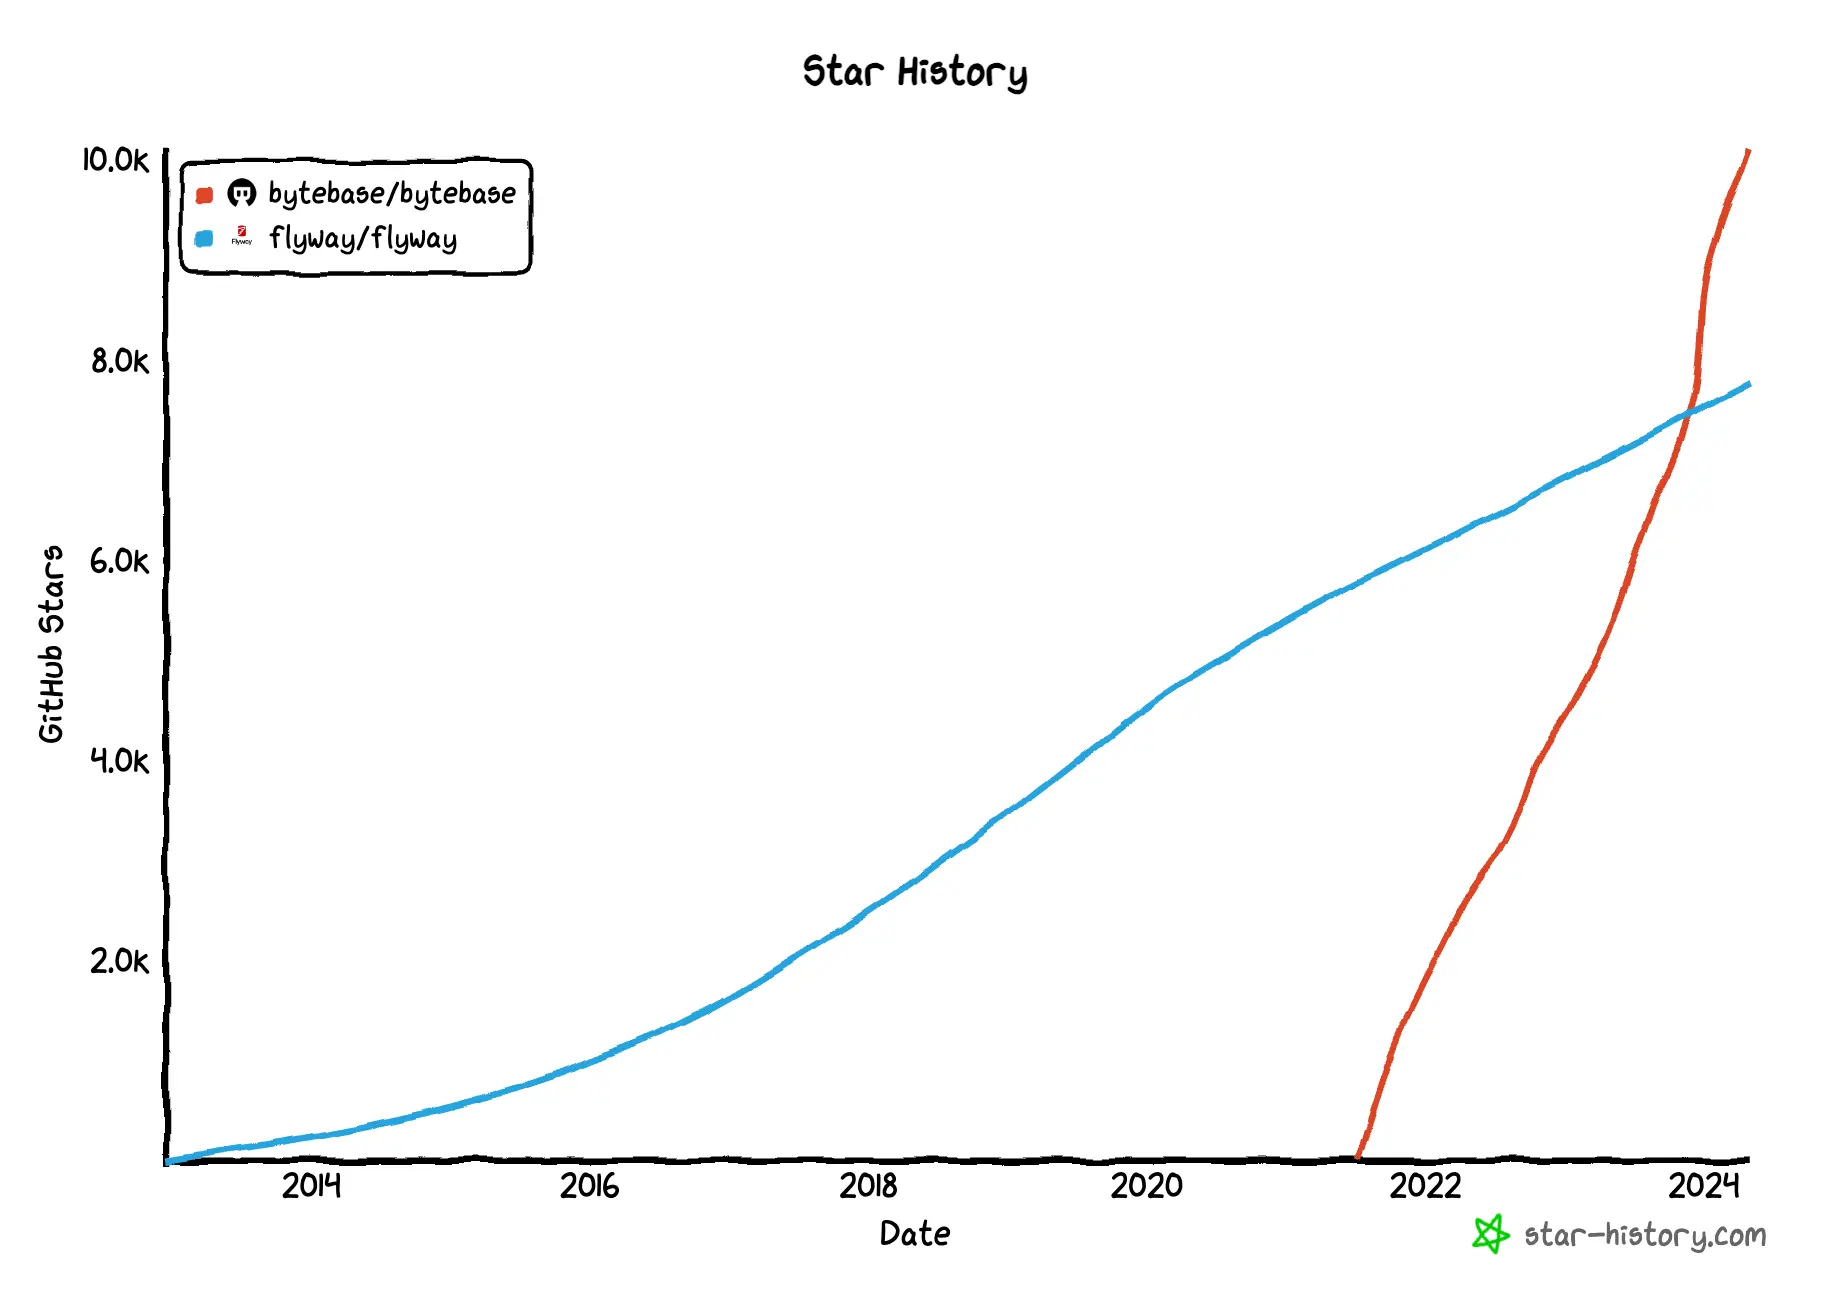 Star History
10.0k
bytebase/bytebase
Flyway
flyway/flyway
8.0k
6.0k
GitHub Stars
4.0k
2.0k
2014 2016 2018 2020 2022 2024
Date
star-history.com